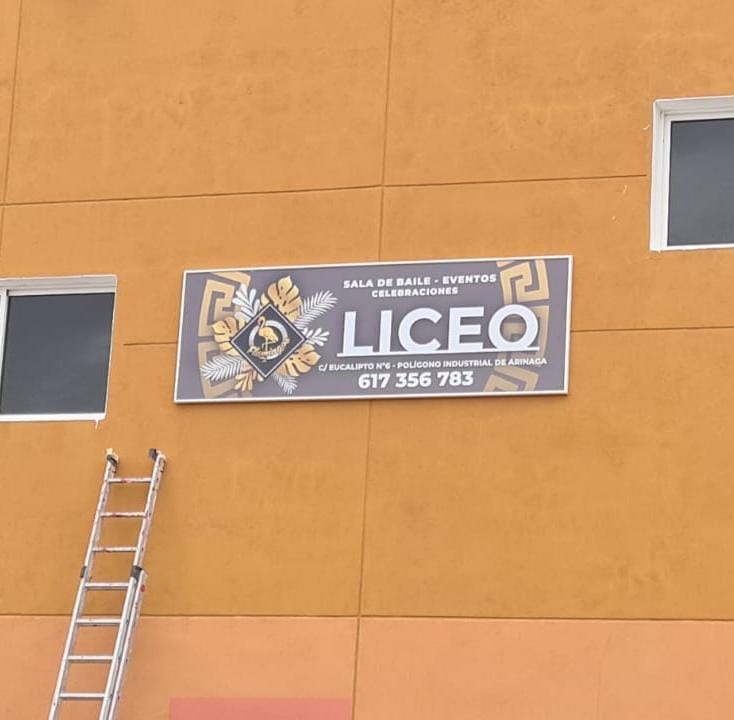 SALA DE BAILE - EVENTOS
CELEBRACIONES
LICEO
C/ EUCALIPTO Nº6 - POLÍGONO INDUSTRIAL DE ARINAGA
617 356 783